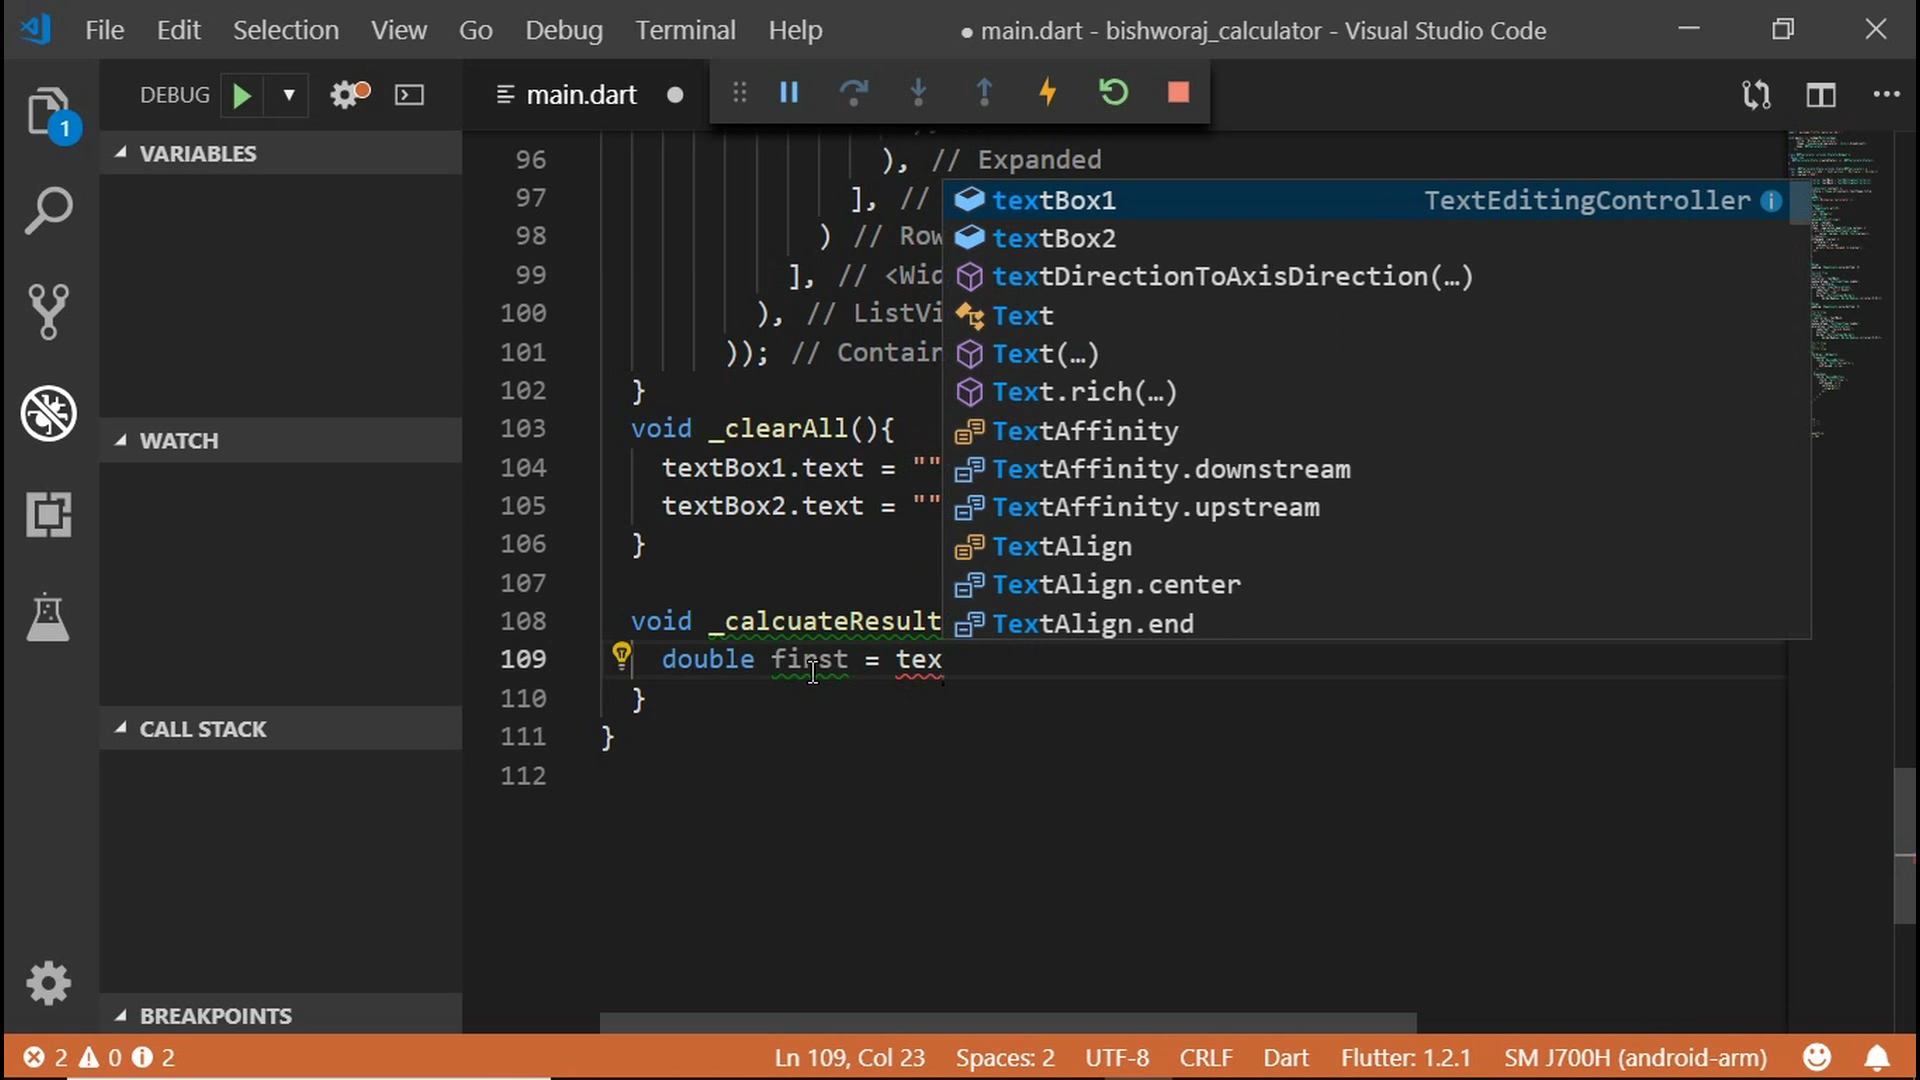 File Edit Selection View Go Debug Terminal Help ● main.dart - bishworaj_calculator - Visual Studio Code
DEBUG
main.dart
1
VARIABLES
WATCH
CALL STACK
BREAKPOINTS
96 ), // Expanded
97 ], //
98 ) // Row
99 ], // <Wid
100 ), // ListVi
101 )); // Contain
102 }
103 void _clearAll(){
104 textBox1.text = ""
105 textBox2.text = ""
106 }
107
108 void _calcuateResult
109 double first = tex
110 }
111 }
112
textBox1 TextEditingController
textBox2
textDirectionToAxisDirection(…)
Text
Text(…)
Text.rich(…)
TextAffinity
TextAffinity.downstream
TextAffinity.upstream
TextAlign
TextAlign.center
TextAlign.end
2 0 2 Ln 109, Col 23 Spaces: 2 UTF-8 CRLF Dart Flutter: 1.2.1 SM J700H (android-arm)